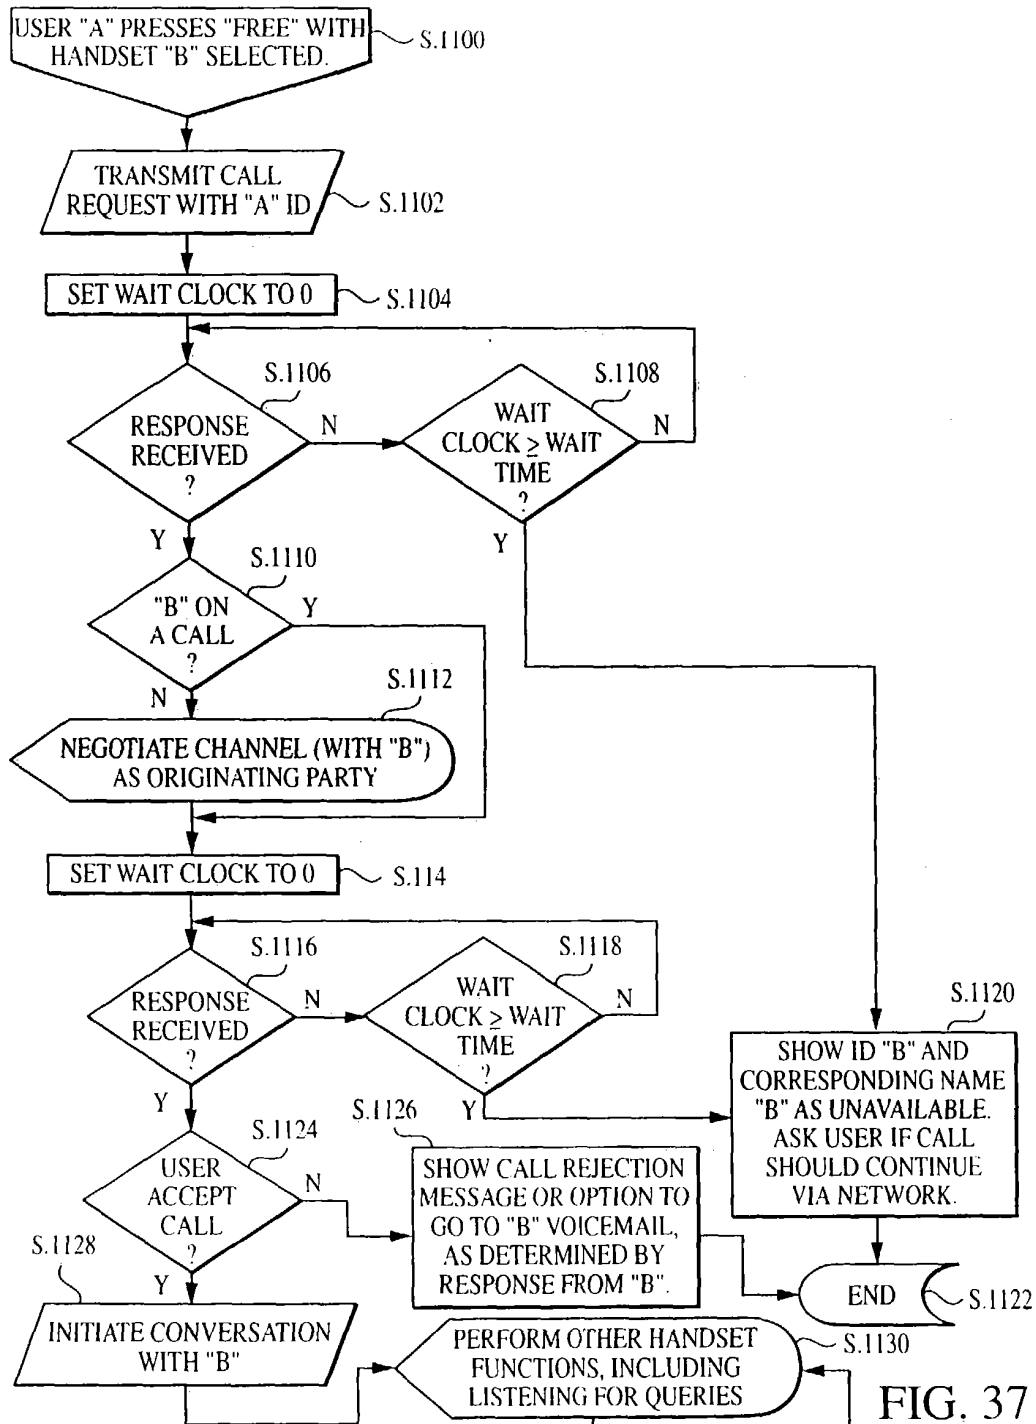 USER "A" PRESSES "FREE" WITH
HANDSET "B" SELECTED.
S.1100
TRANSMIT CALL
REQUEST WITH "A" ID
S.1102
SET WAIT CLOCK TO 0
S.1104
S.1106
RESPONSE
RECEIVED
?
N
Y
S.1108
WAIT
CLOCK ≥ WAIT
TIME
?
N
Y
S.1110
"B" ON
A CALL
?
Y
N
S.1112
NEGOTIATE CHANNEL (WITH "B")
AS ORIGINATING PARTY
SET WAIT CLOCK TO 0
S.114
S.1116
RESPONSE
RECEIVED
?
N
Y
S.1118
WAIT
CLOCK ≥ WAIT
TIME
?
N
Y
S.1120
SHOW ID "B" AND
CORRESPONDING NAME
"B" AS UNAVAILABLE.
ASK USER IF CALL
SHOULD CONTINUE
VIA NETWORK.
S.1124
USER
ACCEPT
CALL
?
N
Y
S.1126
SHOW CALL REJECTION
MESSAGE OR OPTION TO
GO TO "B" VOICEMAIL,
AS DETERMINED BY
RESPONSE FROM "B".
END
S.1122
S.1128
INITIATE CONVERSATION
WITH "B"
PERFORM OTHER HANDSET
FUNCTIONS, INCLUDING
LISTENING FOR QUERIES
S.1130
FIG. 37